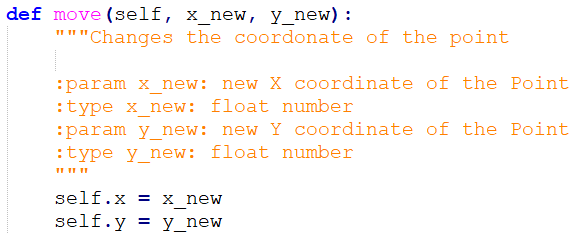 def move(self, x_new, y_new):
    """Changes the coordonate of the point

    :param x_new: new X coordinate of the Point
    :type x_new: float number
    :param y_new: new Y coordinate of the Point
    :type y_new: float number
    """
    self.x = x_new
    self.y = y_new